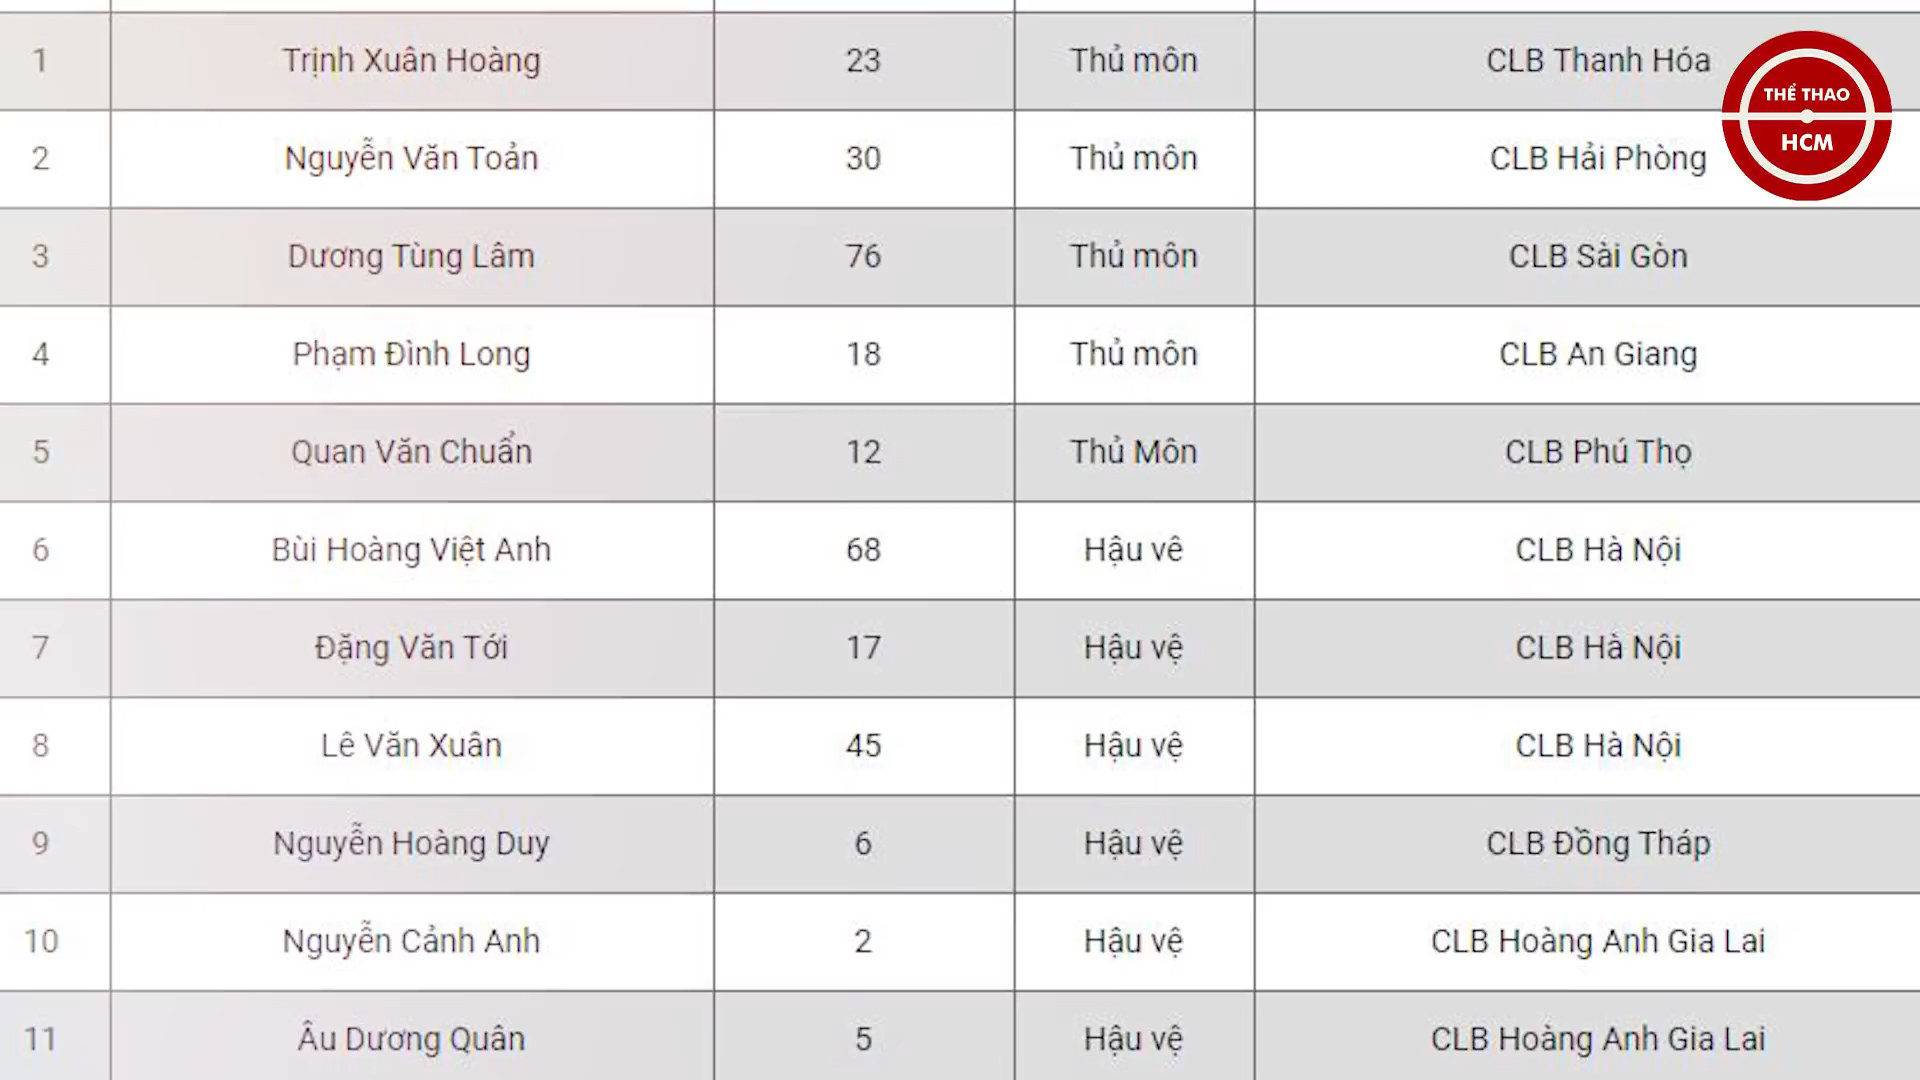 1 Trịnh Xuân Hoàng 23 Thủ môn CLB Thanh Hóa
THỂ THAO
HCM
2 Nguyễn Văn Toản 30 Thủ môn CLB Hải Phòng
3 Dương Tùng Lâm 76 Thủ môn CLB Sài Gòn
4 Phạm Đình Long 18 Thủ môn CLB An Giang
5 Quan Văn Chuẩn 12 Thủ Môn CLB Phú Thọ
6 Bùi Hoàng Việt Anh 68 Hậu vê CLB Hà Nội
7 Đặng Văn Tới 17 Hậu vệ CLB Hà Nội
8 Lê Văn Xuân 45 Hậu vệ CLB Hà Nội
9 Nguyễn Hoàng Duy 6 Hậu vệ CLB Đồng Tháp
10 Nguyễn Cảnh Anh 2 Hậu vệ CLB Hoàng Anh Gia Lai
11 Âu Dương Quân 5 Hậu vệ CLB Hoàng Anh Gia Lai